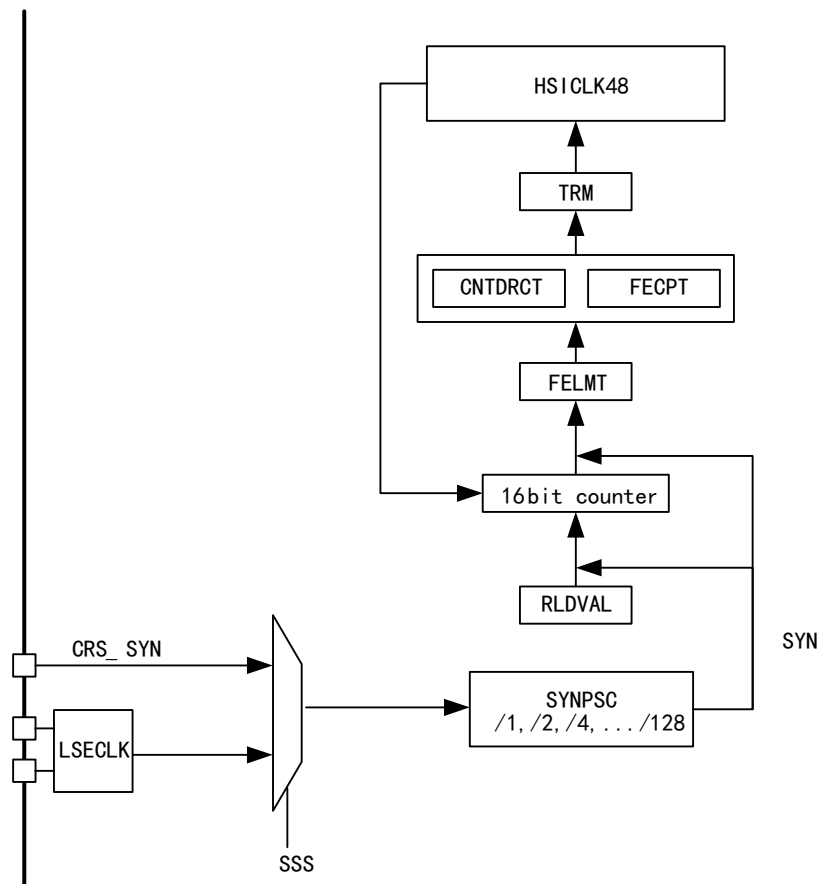 HSICLK48
TRM
CNTDRCT
FECPT
FELMT
16bit counter
RLDVAL
SYN
CRS_ SYN
SYNPSC
/1, /2, /4, ... /128
LSECLK
SSS